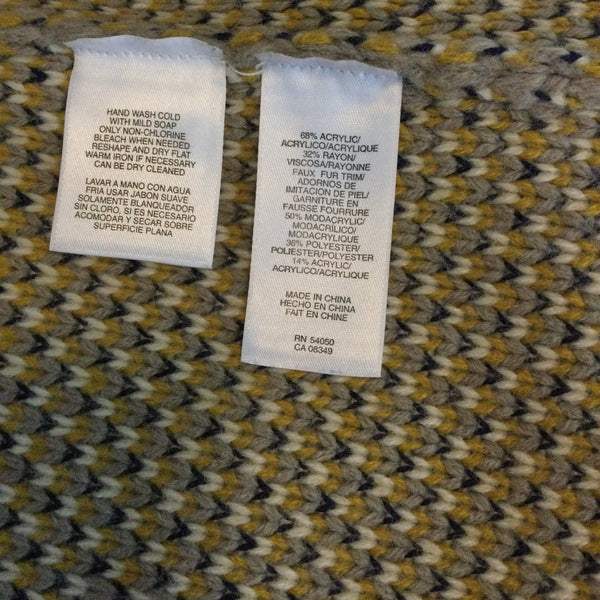 HAND WASH COLD
WITH MILD SOAP
ONLY NON-CHLORINE
BLEACH WHEN NEEDED
RESHAPE AND DRY FLAT
WARM IRON IF NECESSARY
CAN BE DRY CLEANED
LAVAR A MANO CON AGUA
FRIA USAR JABON SUAVE
SOLAMENTE BLANQUEADOR
SIN CLORO, SI ES NECESARIO
ACOMODAR Y SECAR SOBRE
SUPERFICIE PLANA
68% ACRYLIC/
ACRYLICO/ACRYLIQUE
32% RAYON/
VISCOSA/RAYONNE
FAUX FUR TRIM/
ADORNOS DE
IMITACION DE PIEL/
GARNITURE EN
FAUSSE FOURRURE
50% MODACRYLIC/
MODACRILICO/
MODACRYLIQUE
36% POLYESTER/
POLIESTER/POLYESTER
14% ACRYLIC/
ACRYLICO/ACRYLIQUE
MADE IN CHINA
HECHO EN CHINA
FAIT EN CHINE
RN 54050
CA 08349